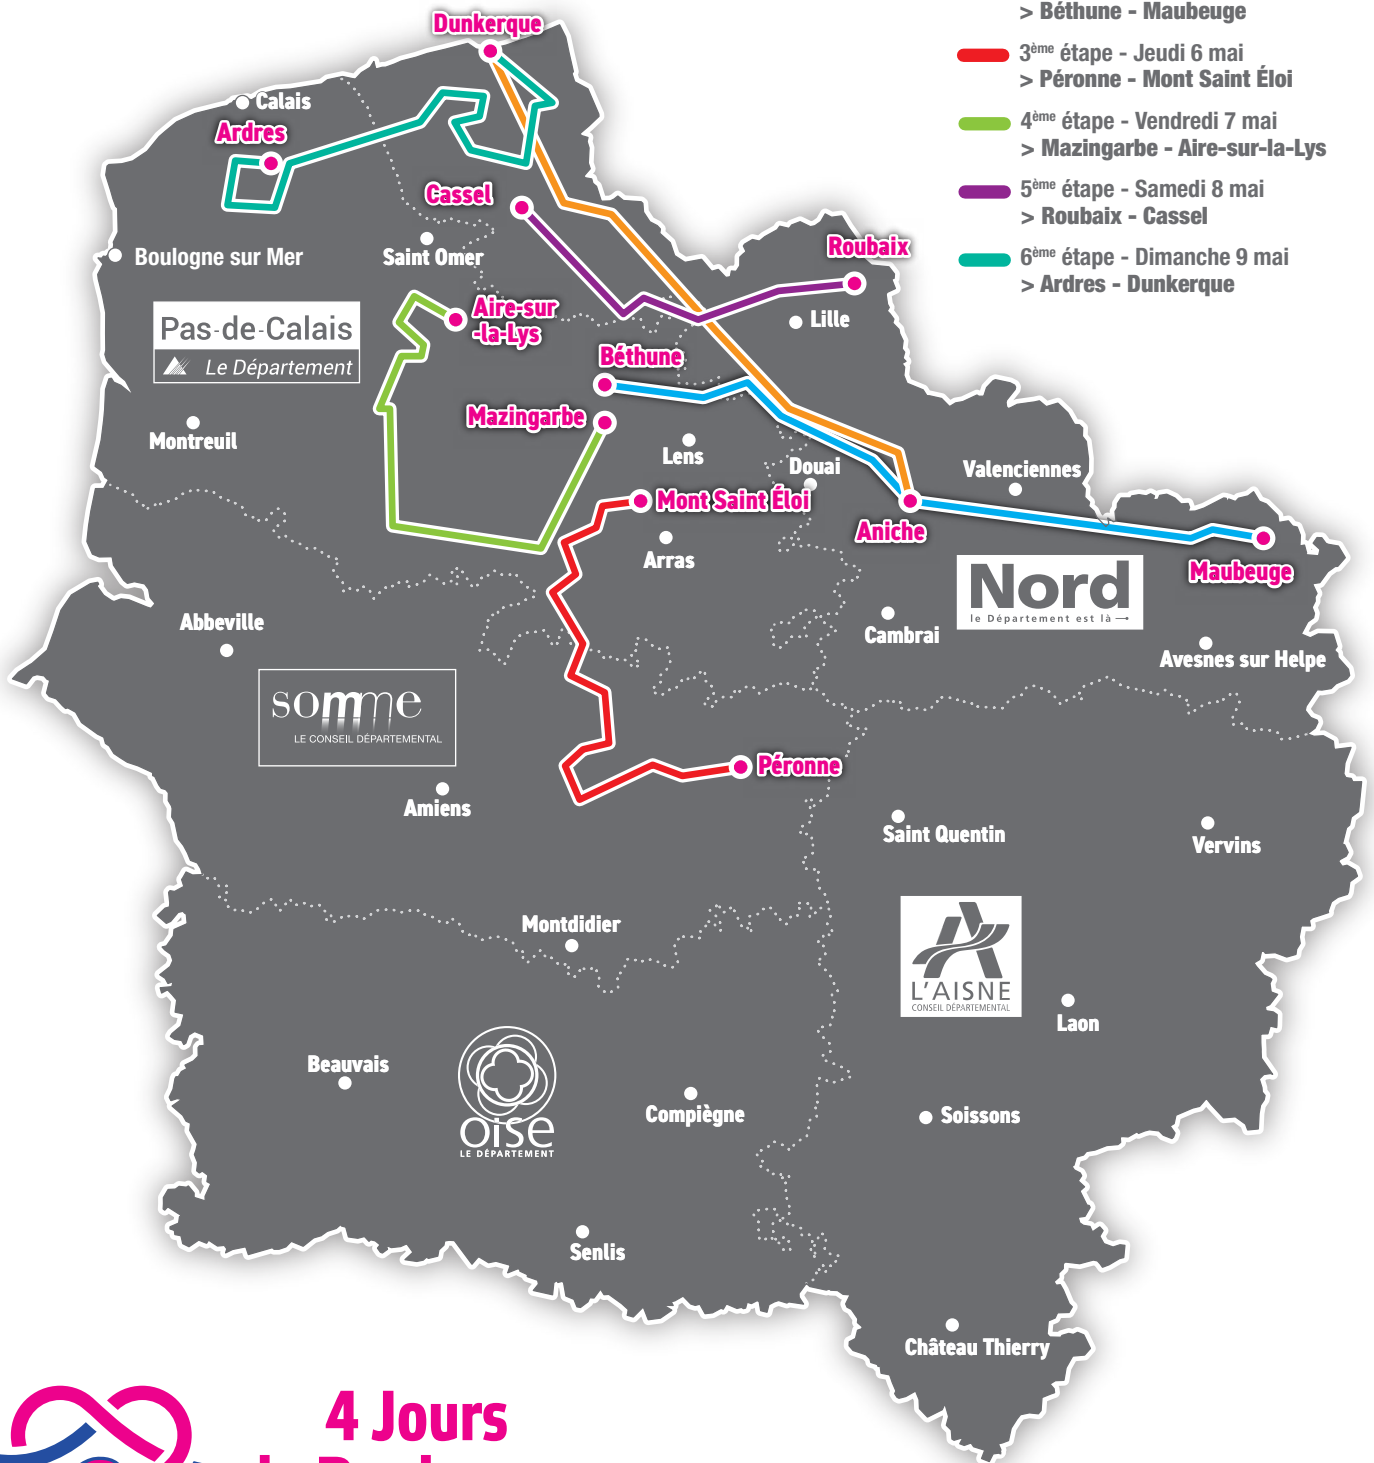 > Béthune - Maubeuge
3ème étape - Jeudi 6 mai
> Péronne - Mont Saint Éloi
4ème étape - Vendredi 7 mai
> Mazingarbe - Aire-sur-la-Lys
5ème étape - Samedi 8 mai
> Roubaix - Cassel
6ème étape - Dimanche 9 mai
> Ardres - Dunkerque
Dunkerque
Calais
Ardres
Cassel
Boulogne sur Mer
Saint Omer
Roubaix
Aire-sur
-la-Lys
Lille
Pas-de-Calais
Le Département
Béthune
Mazingarbe
Montreuil
Lens
Douai
Valenciennes
Mont Saint Éloi
Aniche
Arras
Maubeuge
Nord
le Département est là
Abbeville
Cambrai
Avesnes sur Helpe
somme
LE CONSEIL DÉPARTEMENTAL
Péronne
Amiens
Saint Quentin
Vervins
Montdidier
L'AISNE
CONSEIL DÉPARTEMENTAL
Laon
Beauvais
Compiègne
Soissons
oise
LE DÉPARTEMENT
Senlis
Château Thierry
4 Jours